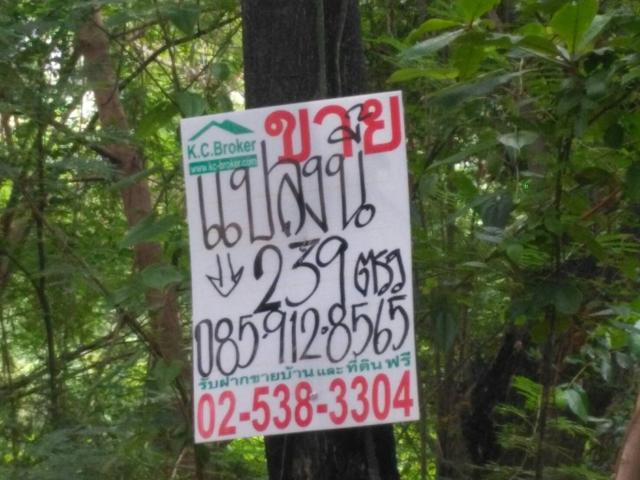 K.C.Broker
www.kc-broker.com
ขาย
แปลงนี้
239 ตรว
085-912-8565
รับฝากขายบ้าน และ ที่ดิน ฟรี
02-538-3304